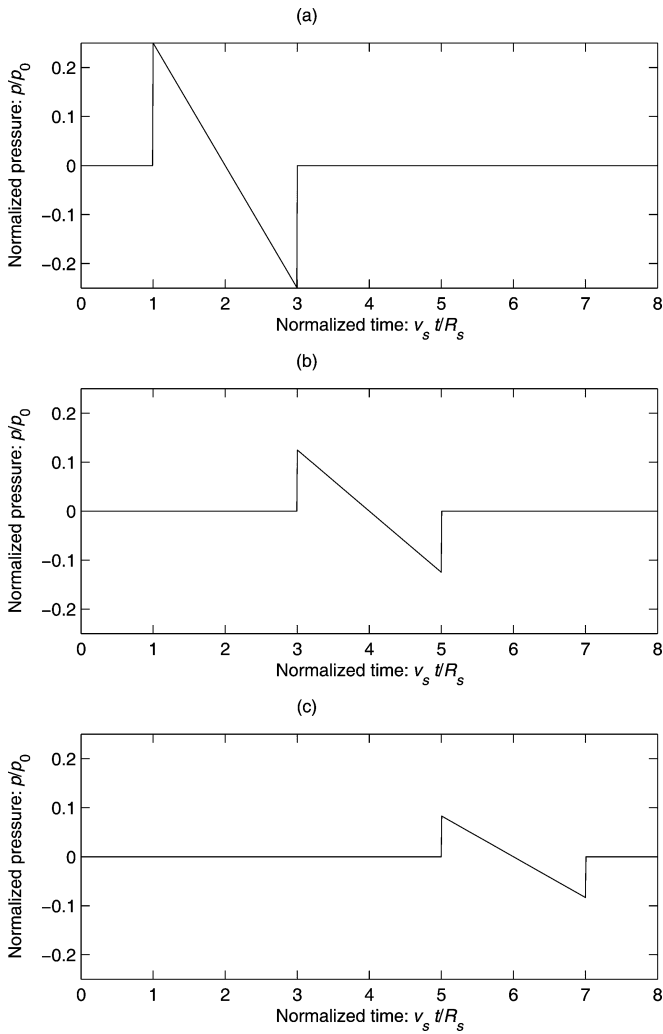 (a)
Normalized pressure: p/p0
0.2
0.1
0
−0.1
−0.2
0 1 2 3 4 5 6 7 8
Normalized time: vs t/Rs
(b)
Normalized pressure: p/p0
0.2
0.1
0
−0.1
−0.2
0 1 2 3 4 5 6 7 8
Normalized time: vs t/Rs
(c)
Normalized pressure: p/p0
0.2
0.1
0
−0.1
−0.2
0 1 2 3 4 5 6 7 8
Normalized time: vs t/Rs